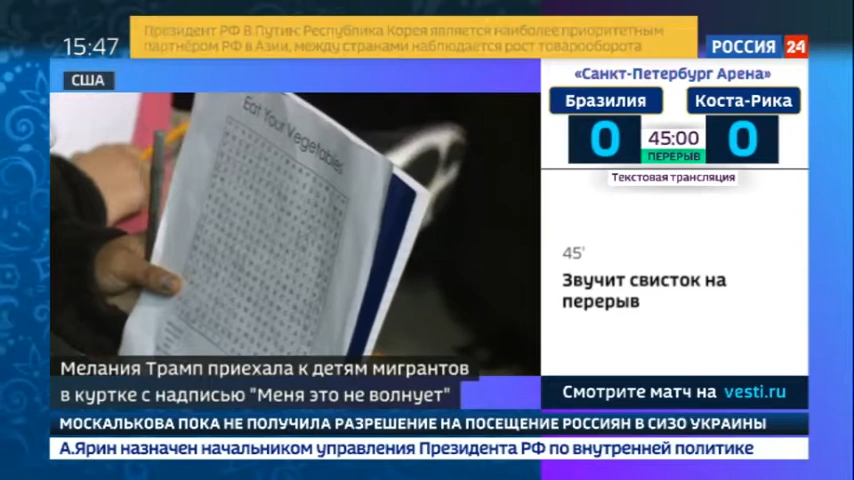 15:47
Президент РФ В.Путин: Республика Корея является наиболее приоритетным
партнёром РФ в Азии, между странами наблюдается рост товарооборота
РОССИЯ 24
США
«Санкт-Петербург Арена»
Бразилия
Коста-Рика
0
45:00
0
ПЕРЕРЫВ
Текстовая трансляция
45'
Звучит свисток на
перерыв
Eat Your Vegetables
Мелания Трамп приехала к детям мигрантов
в куртке с надписью "Меня это не волнует"
Смотрите матч на vesti.ru
МОСКАЛЬКОВА ПОКА НЕ ПОЛУЧИЛА РАЗРЕШЕНИЕ НА ПОСЕЩЕНИЕ РОССИЯН В СИЗО УКРАИНЫ
А.Ярин назначен начальником управления Президента РФ по внутренней политике